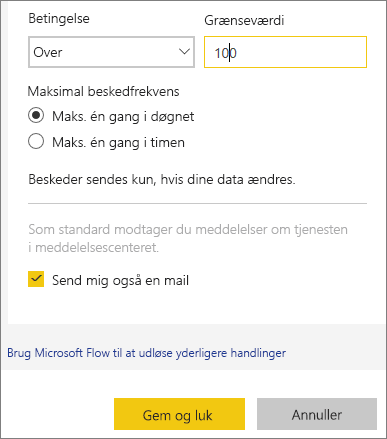 Betingelse Grænseværdi
Over 100
Maksimal beskedfrekvens
Maks. én gang i døgnet
Maks. én gang i timen
Beskeder sendes kun, hvis dine data ændres.
Som standard modtager du meddelelser om tjenesten
i meddelelsescenteret.
Send mig også en mail
Brug Microsoft Flow til at udløse yderligere handlinger
Gem og luk Annuller